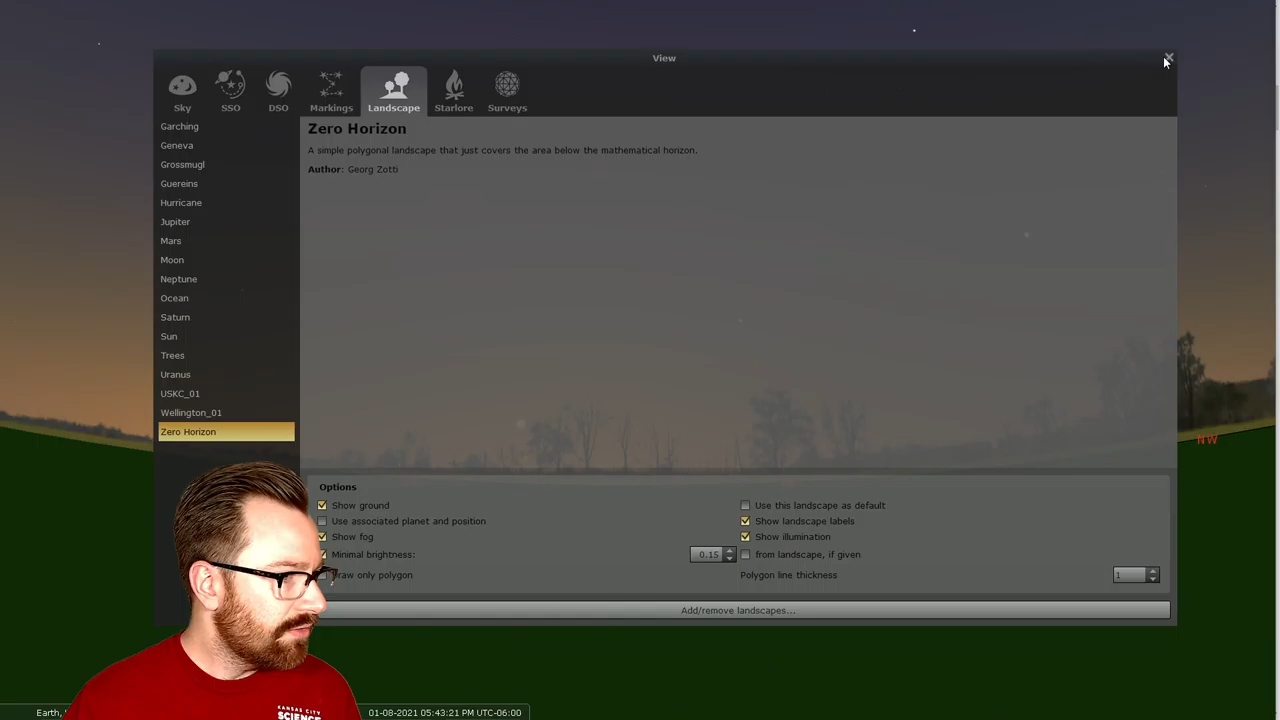 View
Sky
SSO
DSO
Markings
Landscape
Starlore
Surveys
Garching
Geneva
Grossmugl
Guereins
Hurricane
Jupiter
Mars
Moon
Neptune
Ocean
Saturn
Sun
Trees
Uranus
USKC_01
Wellington_01
Zero Horizon
Zero Horizon
A simple polygonal landscape that just covers the area below the mathematical horizon.
Author: Georg Zotti
NW
Options
Show ground
Use associated planet and position
Show fog
Minimal brightness: 0.15
Draw only polygon
Use this landscape as default
Show landscape labels
Show illumination
from landscape, if given
Polygon line thickness 1
Add/remove landscapes...
KANSAS CITY
SCIENCE
Earth,
01-08-2021 05:43:21 PM UTC-06:00